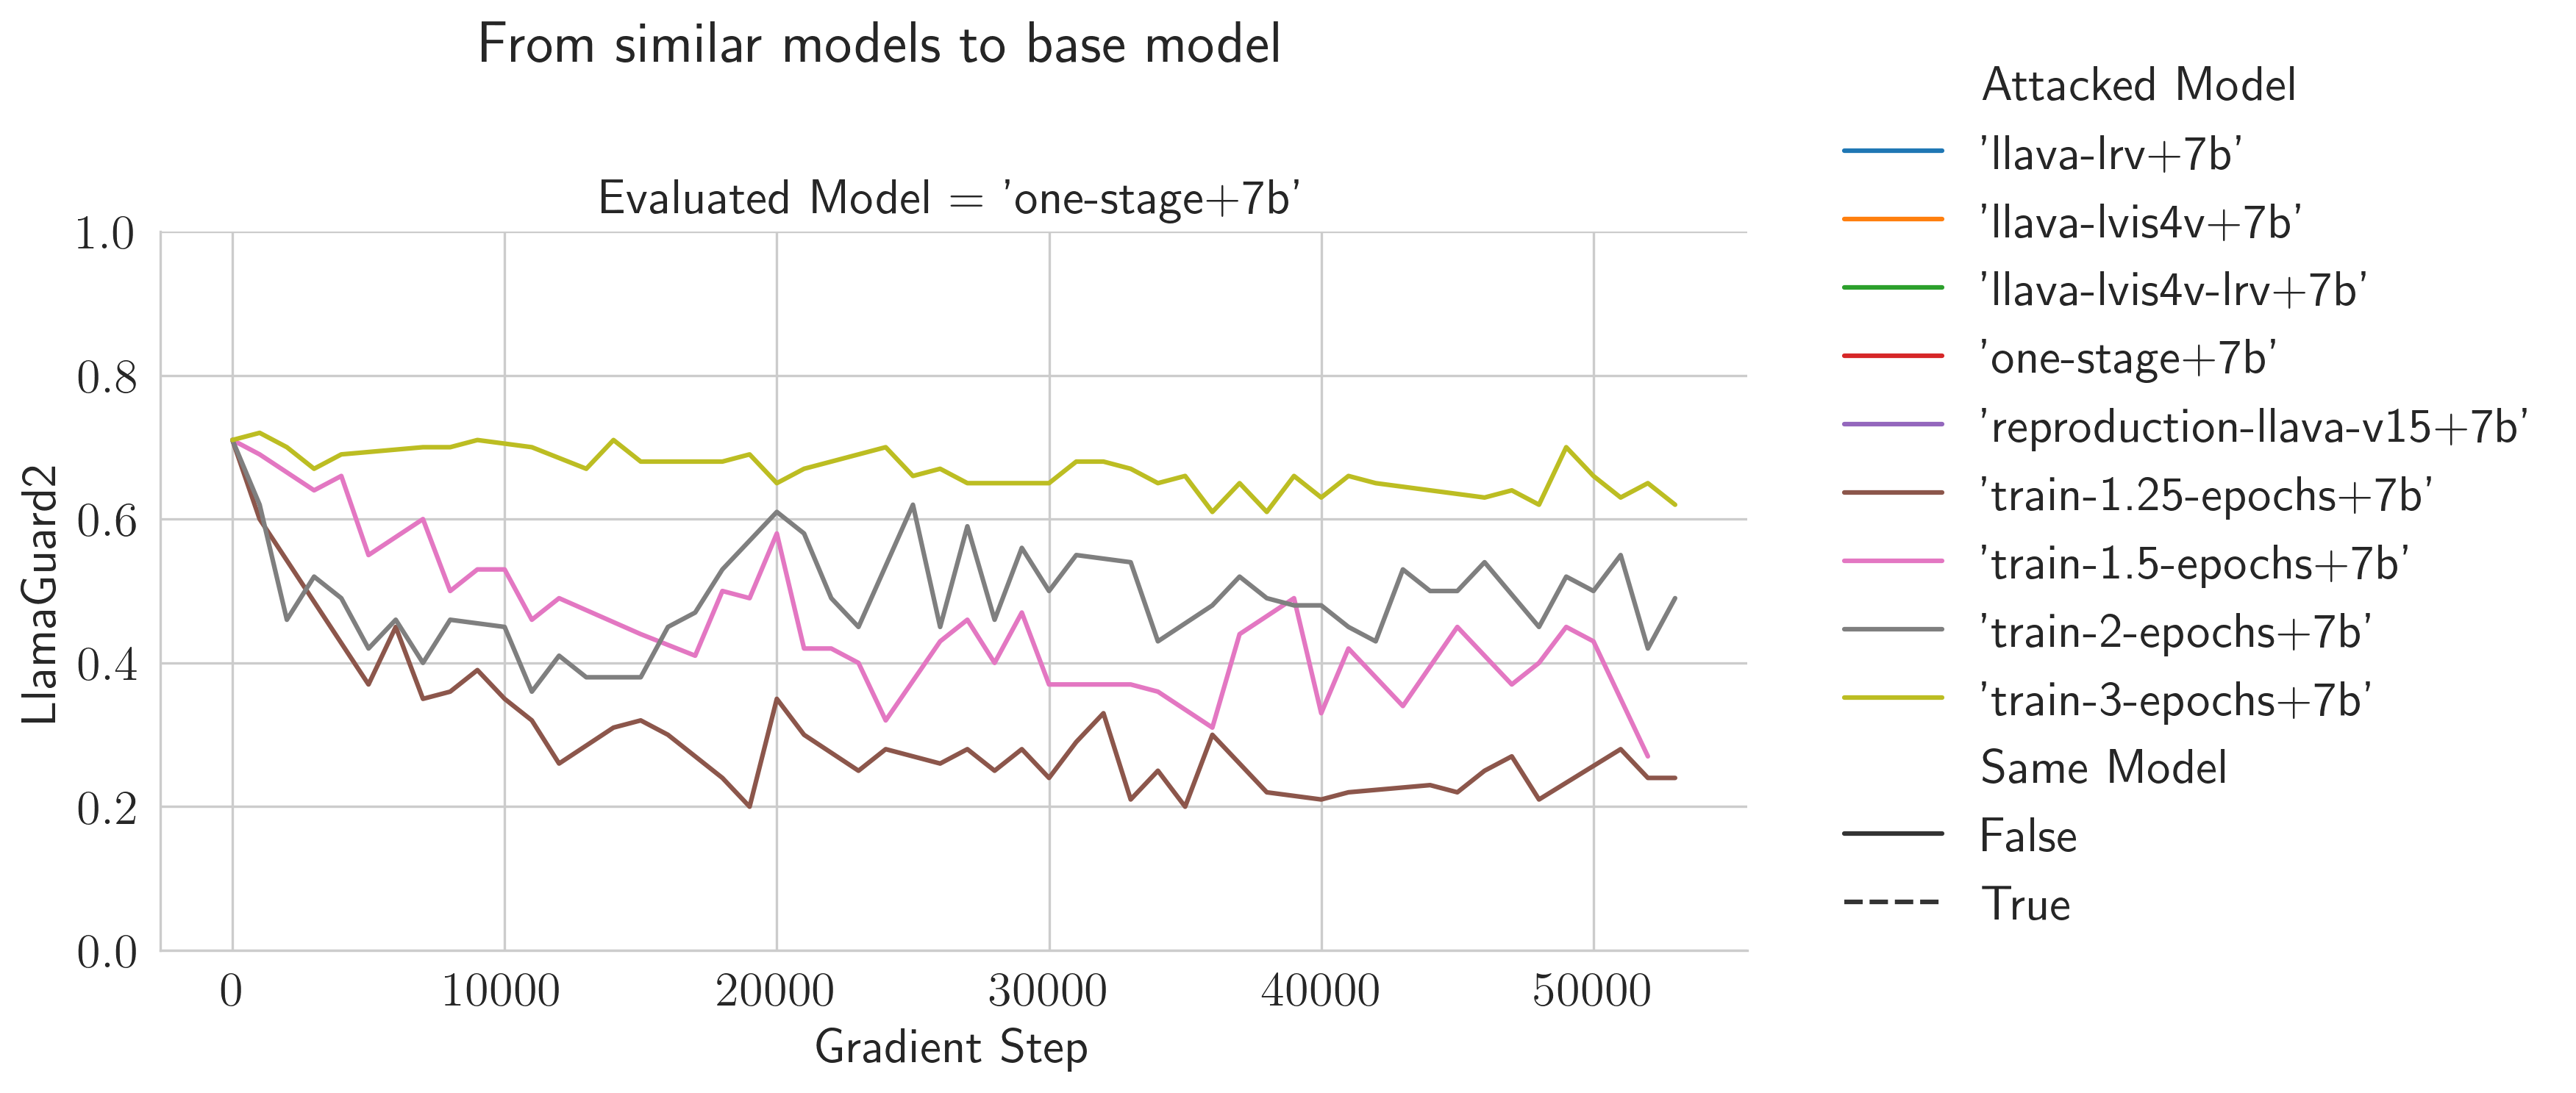 From similar models to base model
Evaluated Model = 'one-stage+7b'
1.0
0.8
0.6
0.4
0.2
0.0
LlamaGuard2
0 10000 20000 30000 40000 50000
Gradient Step
Attacked Model
'llava-lrv+7b'
'llava-lvis4v+7b'
'llava-lvis4v-lrv+7b'
'one-stage+7b'
'reproduction-llava-v15+7b'
'train-1.25-epochs+7b'
'train-1.5-epochs+7b'
'train-2-epochs+7b'
'train-3-epochs+7b'
Same Model
False
True